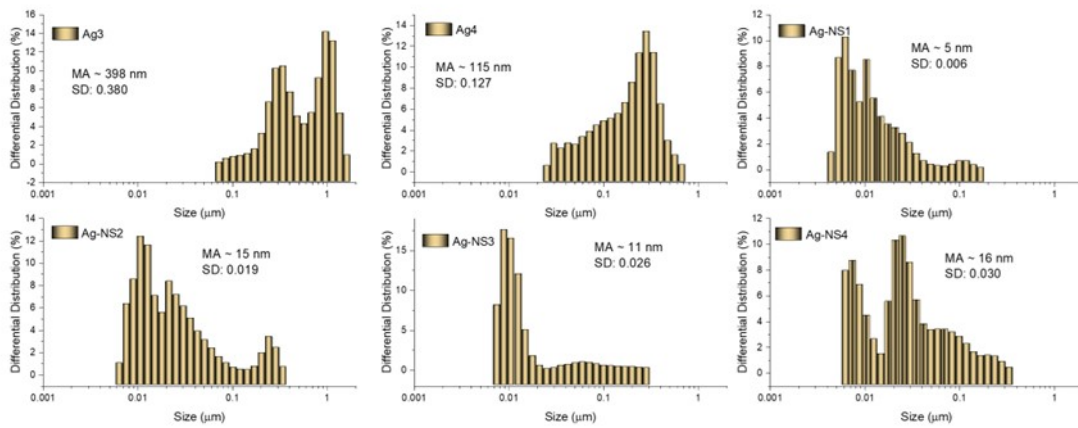 Ag3
MA ~ 398 nm
SD: 0.380
Differential Distribution (%)
16
14
12
10
8
6
4
2
0
-2
0.001
0.01
0.1
1
Size (μm)
Ag4
MA ~ 115 nm
SD: 0.127
Differential Distribution (%)
14
12
10
8
6
4
2
0
0.001
0.01
0.1
1
Size (μm)
Ag-NS1
MA ~ 5 nm
SD: 0.006
Differential Distribution (%)
12
10
8
6
4
2
0
0.001
0.01
0.1
1
Size (μm)
Ag-NS2
MA ~ 15 nm
SD: 0.019
Differential Distribution (%)
14
12
10
8
6
4
2
0
0.001
0.01
0.1
1
Size (μm)
Ag-NS3
MA ~ 11 nm
SD: 0.026
Differential Distribution (%)
15
10
5
0
0.001
0.01
0.1
1
Size (μm)
Ag-NS4
MA ~ 16 nm
SD: 0.030
Differential Distribution (%)
12
10
8
6
4
2
0
0.001
0.01
0.1
1
Size (μm)